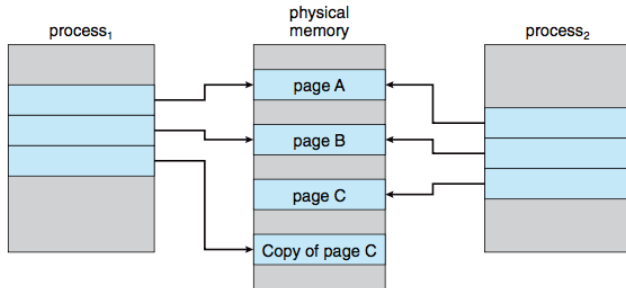 process₁
physical
memory
process₂
page A
page B
page C
Copy of page C